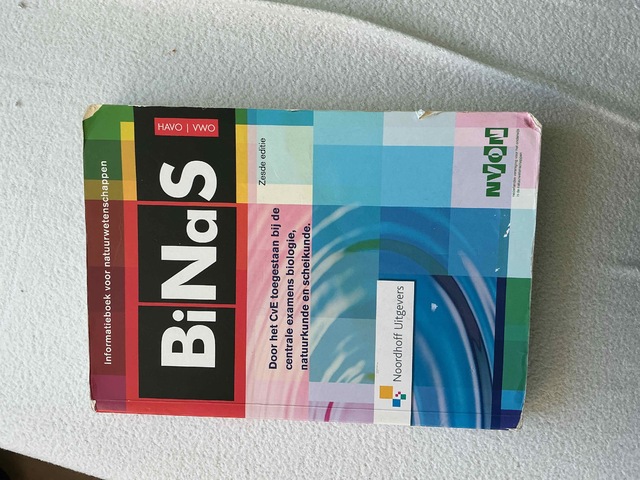 Informatieboek voor natuurwetenschappen
HAVO | VWO
BiNaS
Zesde editie
Door het CvE toegestaan bij de
centrale examens biologie,
natuurkunde en scheikunde.
Noordhoff Uitgevers
NVON